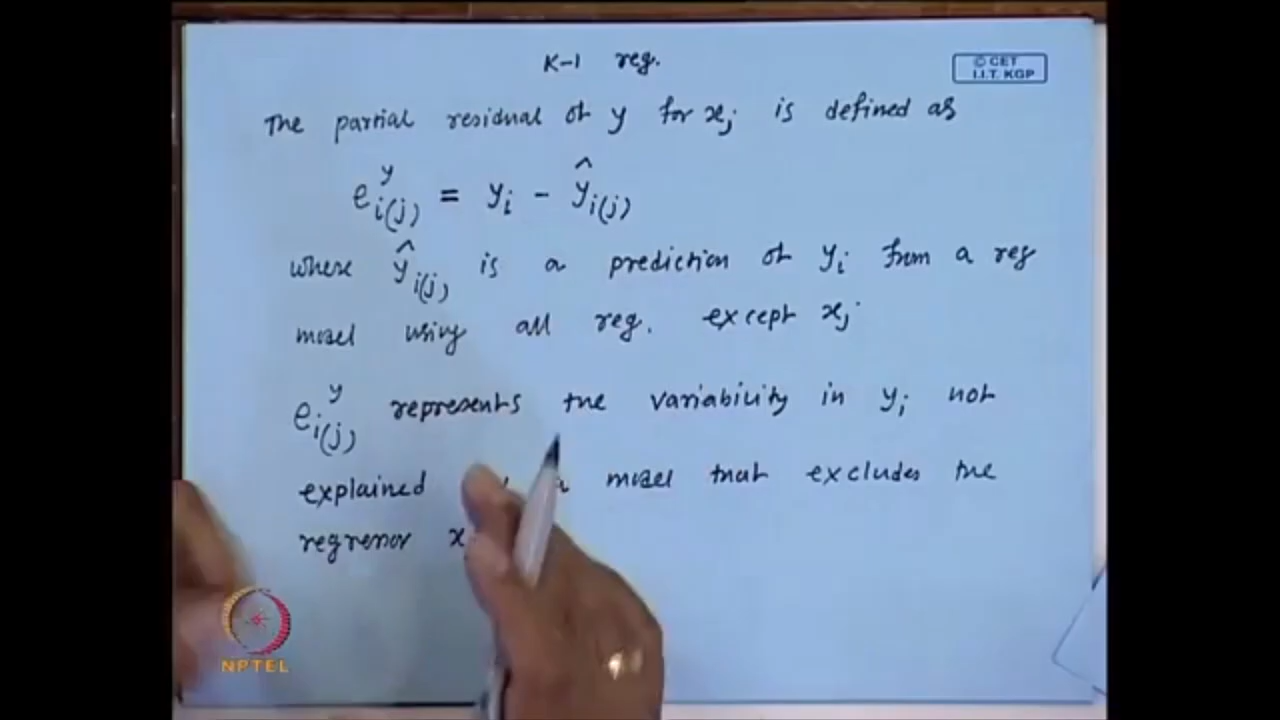 K-1 reg.
© CET
I.I.T. KGP
The partial residual of y for xj is defined as
e^y_i(j) = yi - ŷi(j)
where ŷi(j) is a prediction of yi from a reg
model using all reg. except xj
e^y_i(j) represents the variability in yi not
explained a model that excludes the
regressor x
NPTEL